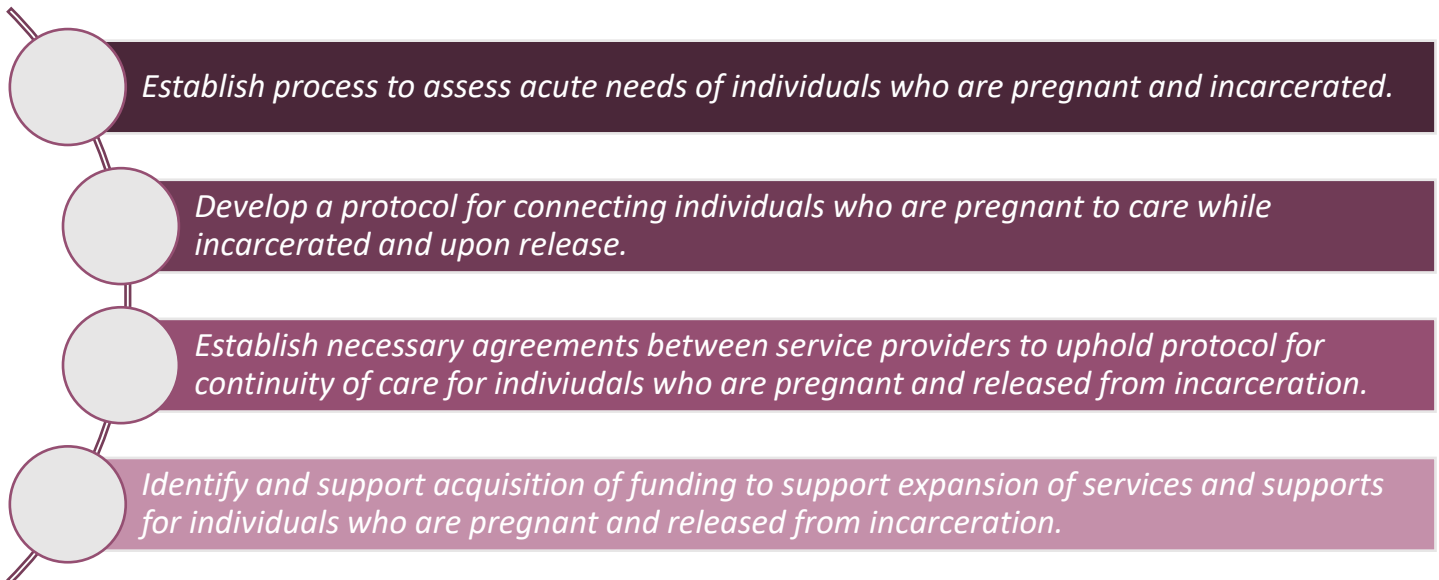 Establish process to assess acute needs of individuals who are pregnant and incarcerated.
Develop a protocol for connecting individuals who are pregnant to care while
incarcerated and upon release.
Establish necessary agreements between service providers to uphold protocol for
continuity of care for indiviudals who are pregnant and released from incarceration.
Identify and support acquisition of funding to support expansion of services and supports
for individuals who are pregnant and released from incarceration.